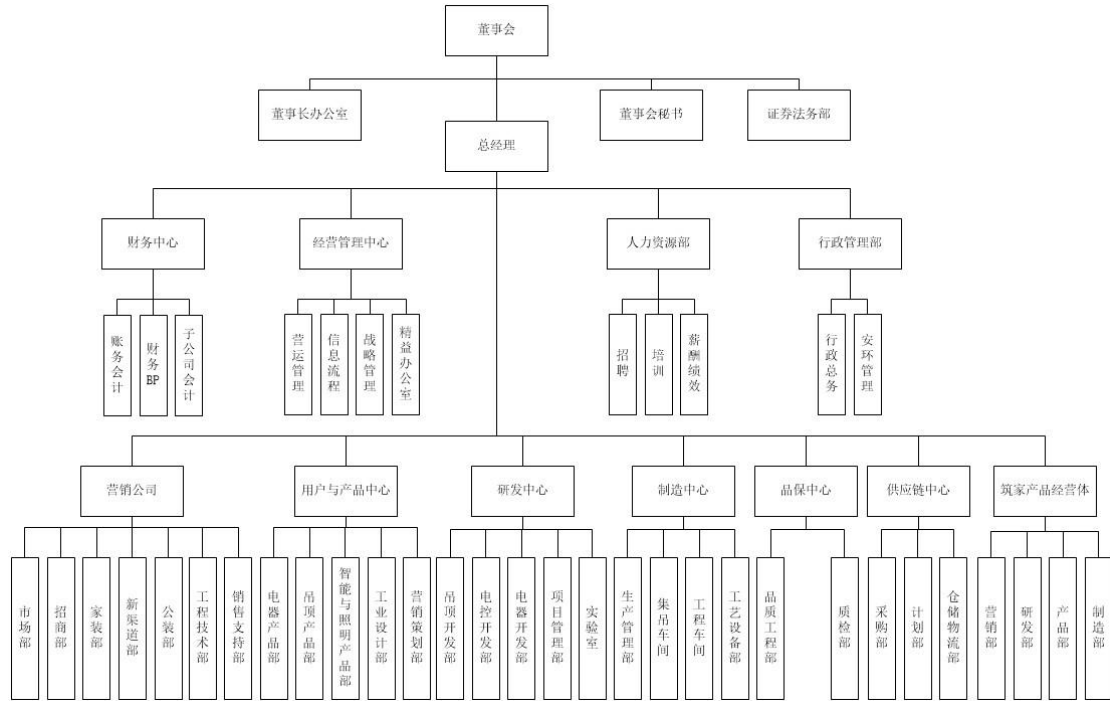 董事会
董事长办公室
董事会秘书
证券法务部
总经理
财务中心
经营管理中心
人力资源部
行政管理部
账务会计
财务BP
子公司会计
营运管理
信息流程
战略管理
精益办公室
招聘
培训
薪酬绩效
行政总务
安环管理
营销公司
用户与产品中心
研发中心
制造中心
品保中心
供应链中心
筑家产品经营体
市场部
招商部
家装部
新渠道部
公装部
工程技术部
销售支持部
电器产品部
吊顶产品部
智能与照明产品部
工业设计部
营销策划部
吊顶开发部
电控开发部
电器开发部
项目管理部
实验室
生产管理部
集吊车间
工程车间
工艺设备部
品质工程部
质检部
采购部
计划部
仓储物流部
营销部
研发部
产品部
制造部